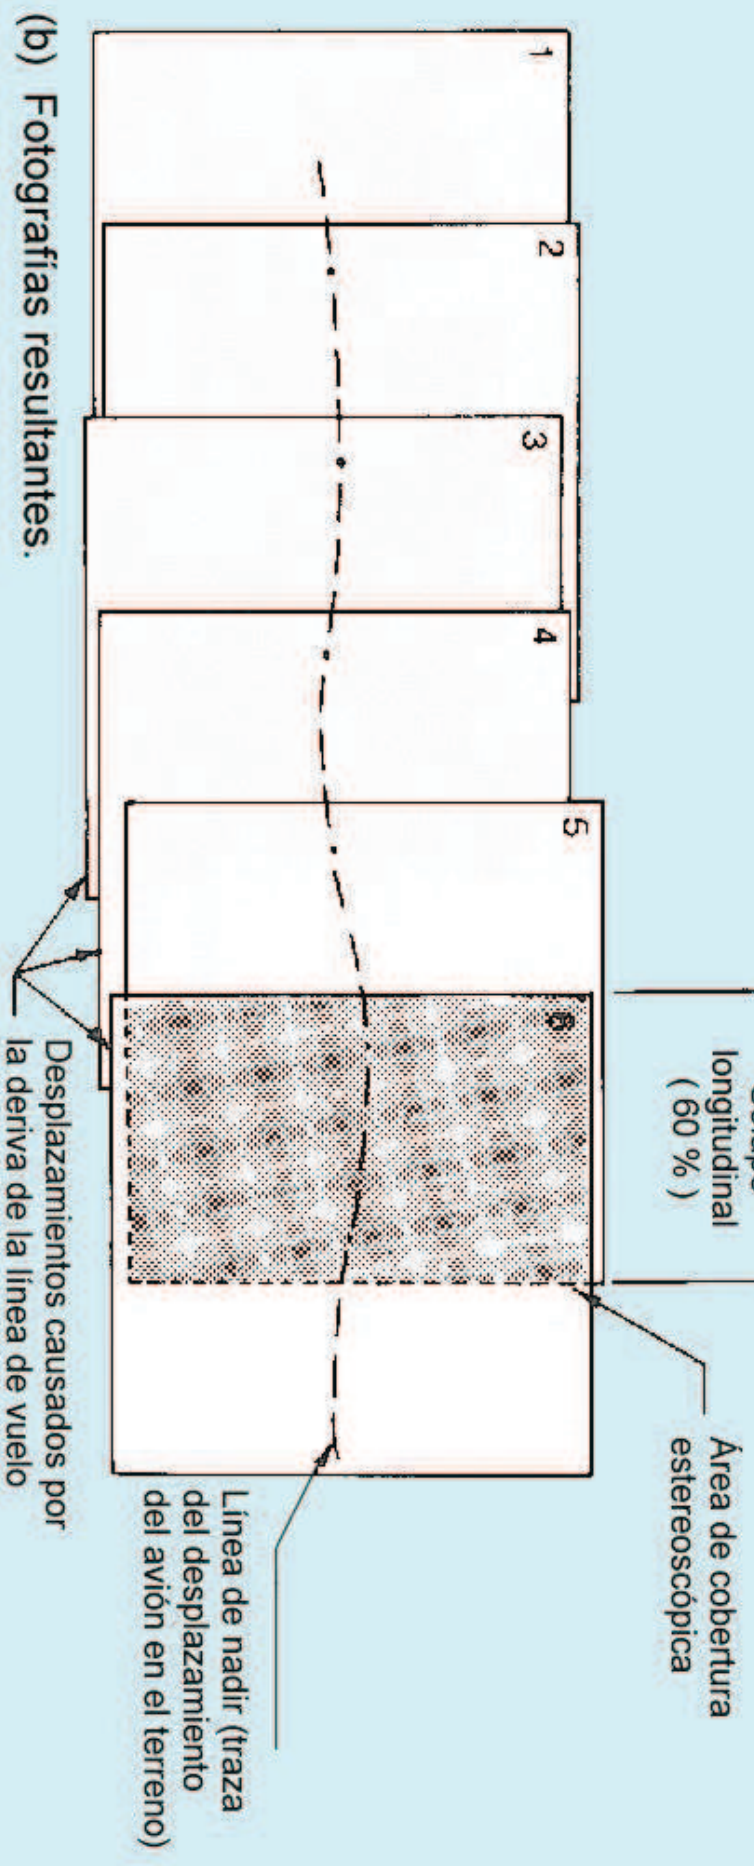 longitudinal
( 60 % )
Área de cobertura
estereoscópica
1
2
3
4
5
6
Línea de nadir (traza
del desplazamiento
del avión en el terreno)
Desplazamientos causados por
la deriva de la línea de vuelo
(b) Fotografías resultantes.